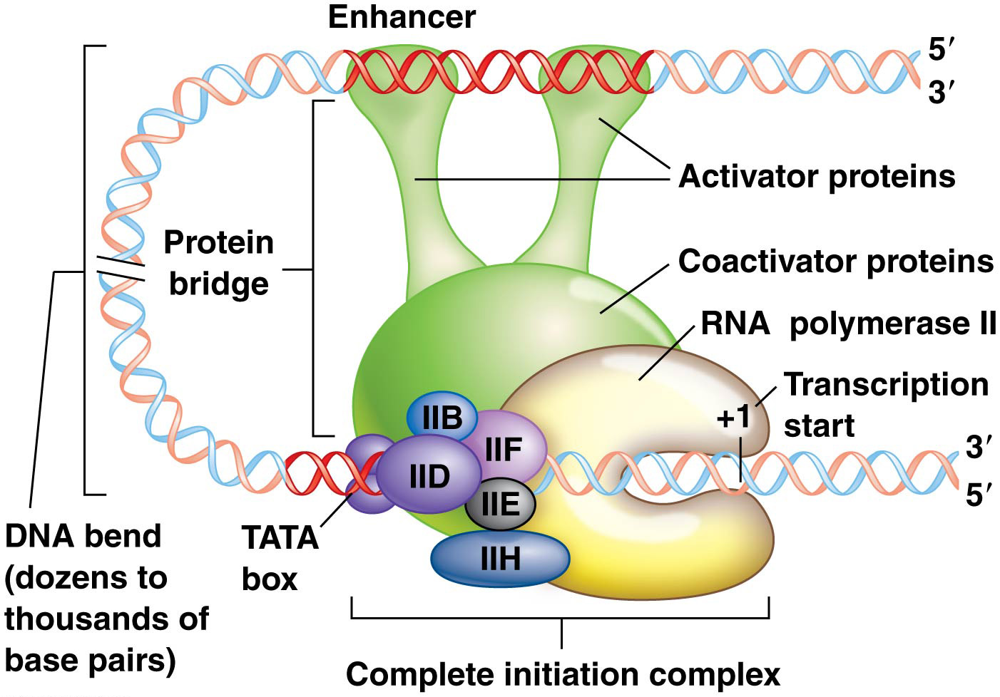 Enhancer
5′
3′
Activator proteins
Protein
bridge
Coactivator proteins
RNA polymerase II
Transcription
start
+1
IIB
IIF
IID
IIE
IIH
3′
5′
DNA bend
(dozens to
thousands of
base pairs)
TATA
box
Complete initiation complex